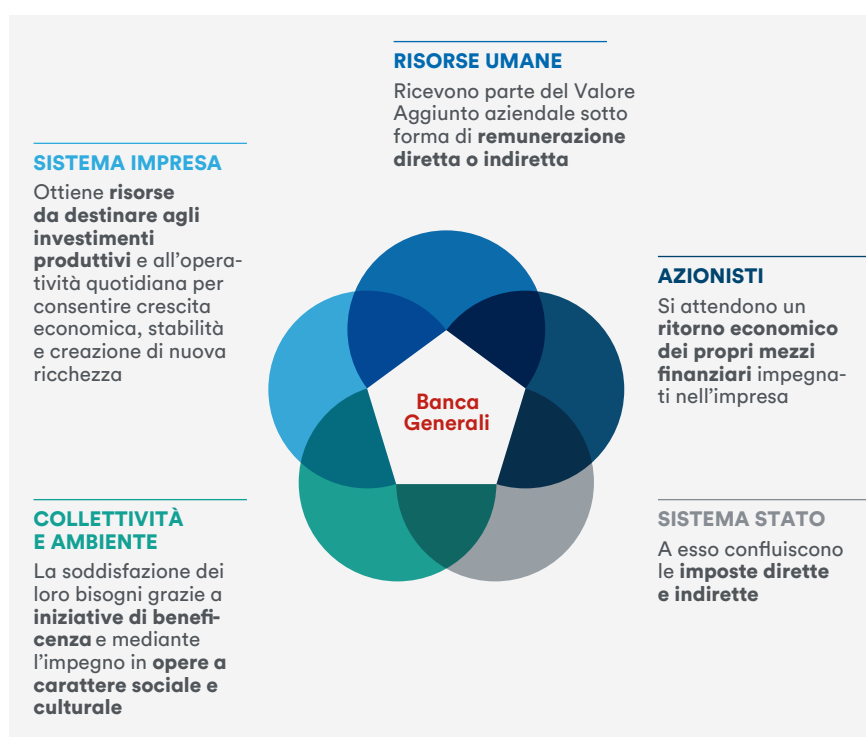 RISORSE UMANE
Ricevono parte del Valore
Aggiunto aziendale sotto
forma di remunerazione
diretta o indiretta
SISTEMA IMPRESA
Ottiene risorse
da destinare agli
investimenti
produttivi e all’opera-
tività quotidiana per
consentire crescita
economica, stabilità
e creazione di nuova
ricchezza
AZIONISTI
Si attendono un
ritorno economico
dei propri mezzi
finanziari impegna-
ti nell’impresa
Banca
Generali
COLLETTIVITÀ
E AMBIENTE
La soddisfazione dei
loro bisogni grazie a
iniziative di benefi-
cenza e mediante
l’impegno in opere a
carattere sociale e
culturale
SISTEMA STATO
A esso confluiscono
le imposte dirette
e indirette